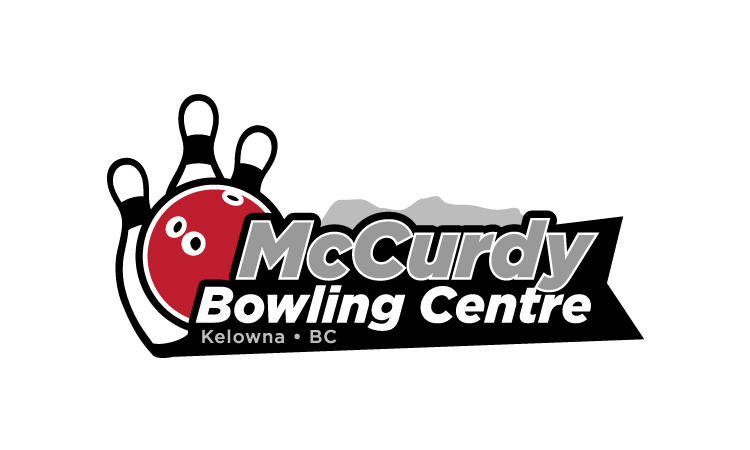 McCurdy
Bowling Centre
Kelowna • BC